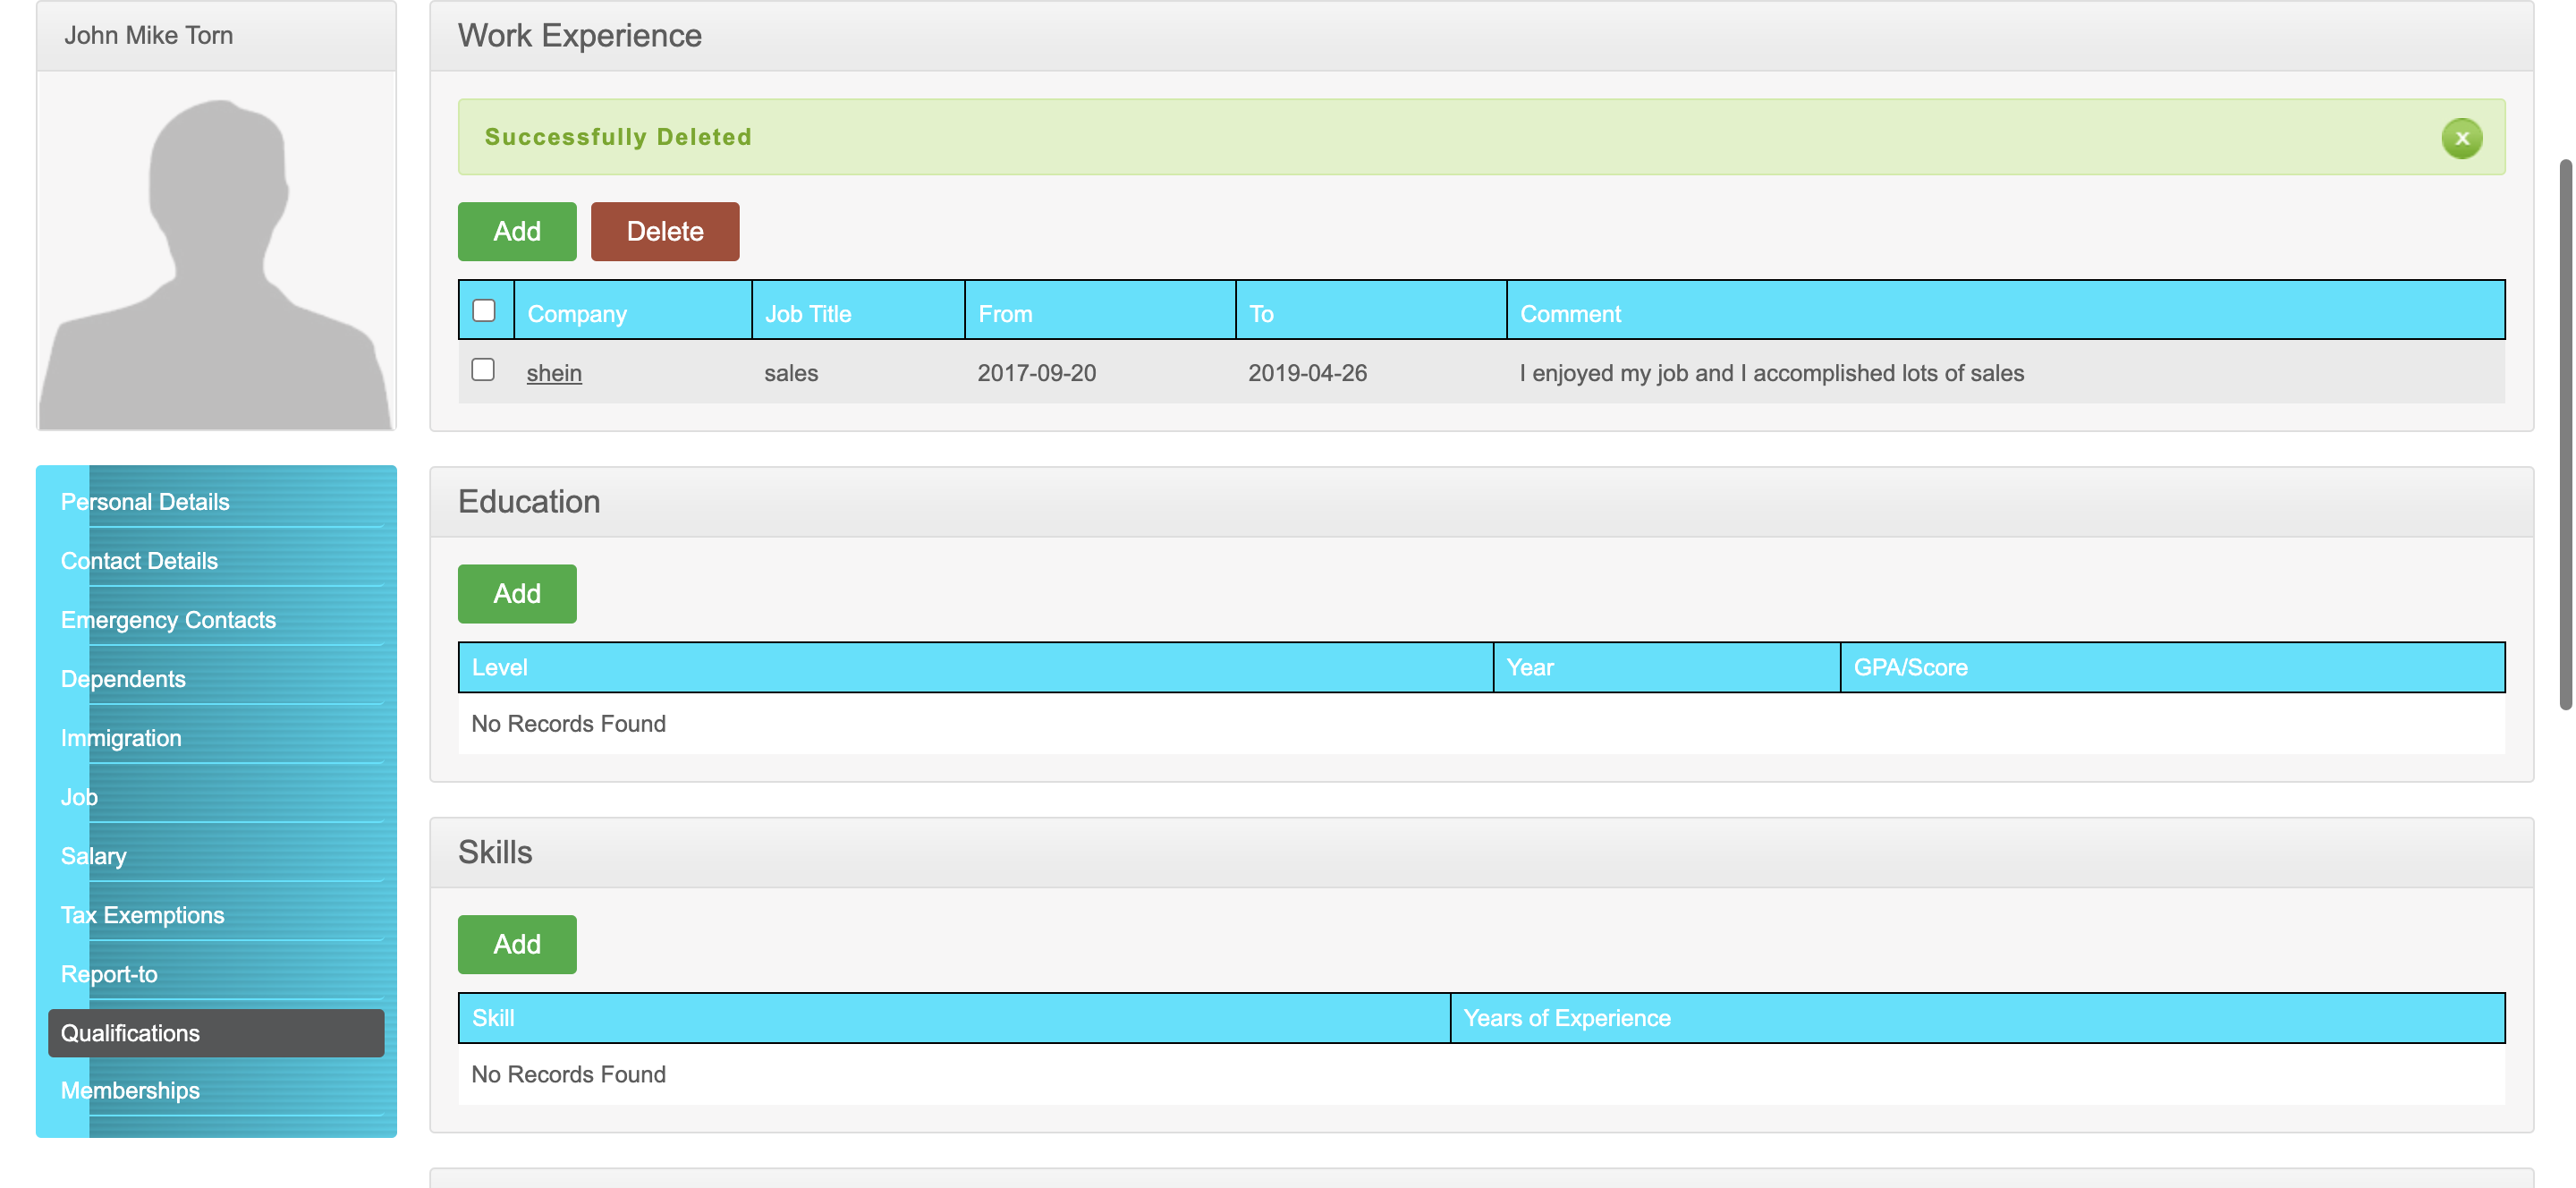 John Mike Torn
Personal Details
Contact Details
Emergency Contacts
Dependents
Immigration
Job
Salary
Tax Exemptions
Report-to
Qualifications
Memberships
Work Experience
Successfully Deleted
x
Add Delete
Company Job Title From To Comment
shein sales 2017-09-20 2019-04-26 I enjoyed my job and I accomplished lots of sales
Education
Add
Level Year GPA/Score
No Records Found
Skills
Add
Skill Years of Experience
No Records Found